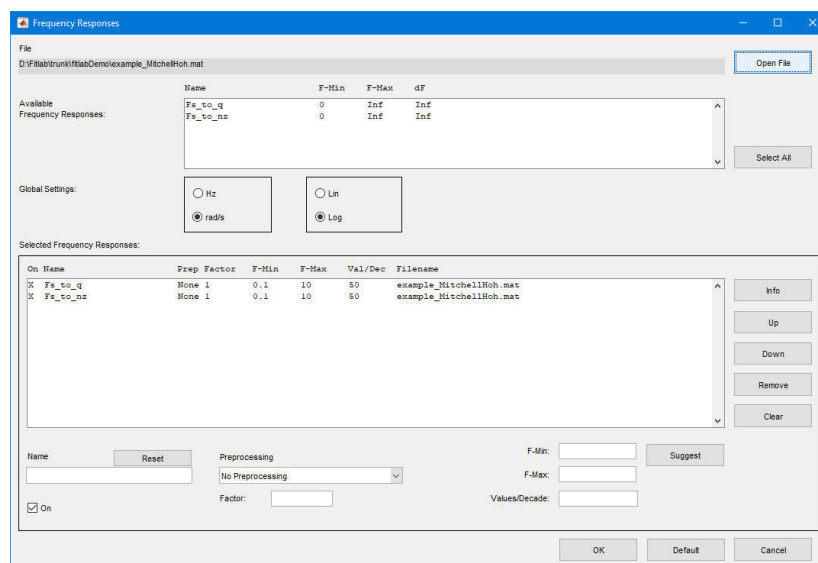 Frequency Responses
File
D:\Fitlab\trunk\fitlabDemo\example_MitchellHoh.mat
Open File
Name F-Min F-Max dF
Available
Frequency Responses:
Fs_to_q 0 Inf Inf
Fs_to_nz 0 Inf Inf
Select All
Global Settings:
Hz
rad/s
Lin
Log
Selected Frequency Responses:
On Name Prep Factor F-Min F-Max Val/Dec Filename
X Fs_to_q None 1 0.1 10 50 example_MitchellHoh.mat
X Fs_to_nz None 1 0.1 10 50 example_MitchellHoh.mat
Info
Up
Down
Remove
Clear
Name
Reset
Preprocessing
No Preprocessing
Factor:
On
F-Min:
F-Max:
Values/Decade:
Suggest
OK Default Cancel